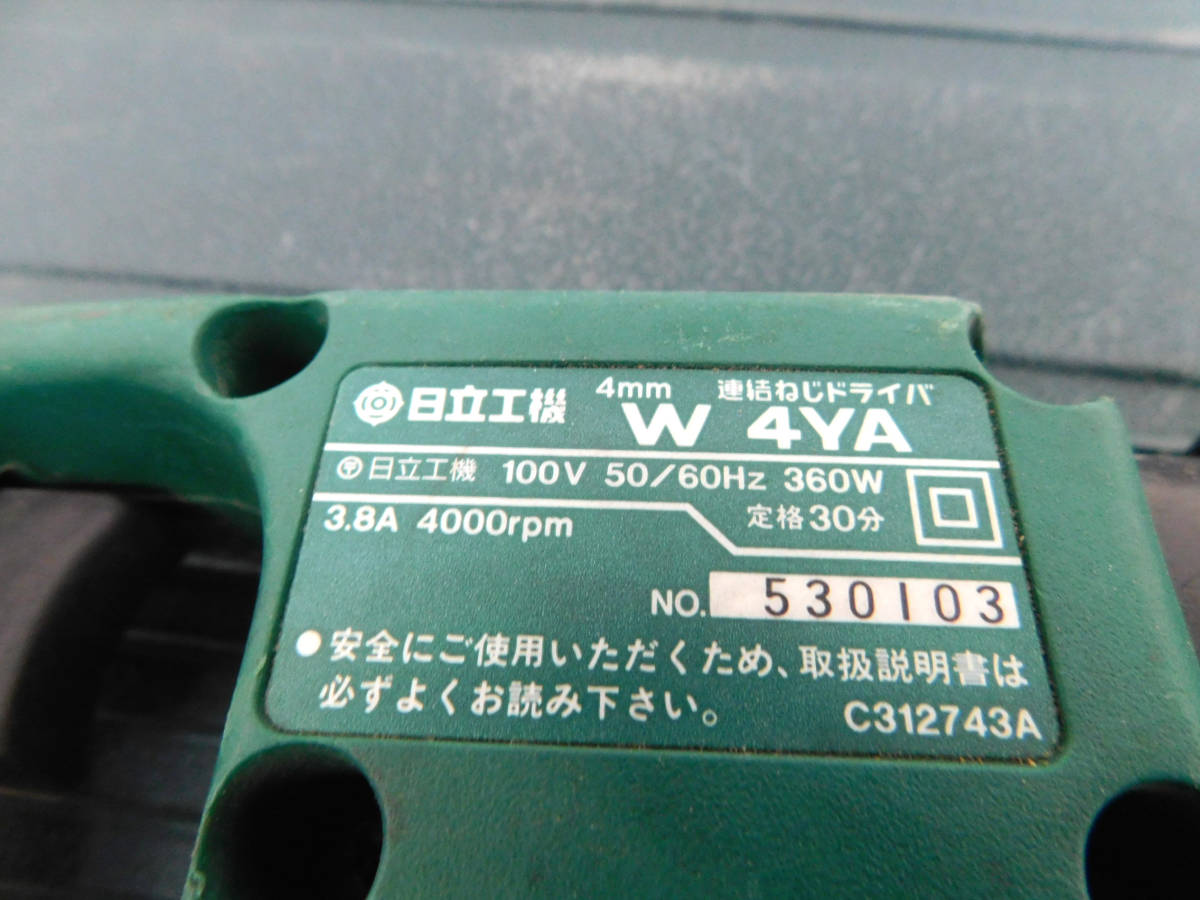 日立工機 4mm 連結ねじドライバ
W 4YA
〒日立工機 100V 50/60Hz 360W
3.8A 4000rpm 定格30分
NO. 530103
●安全にご使用いただくため、取扱説明書は
必ずよくお読み下さい。 C312743A